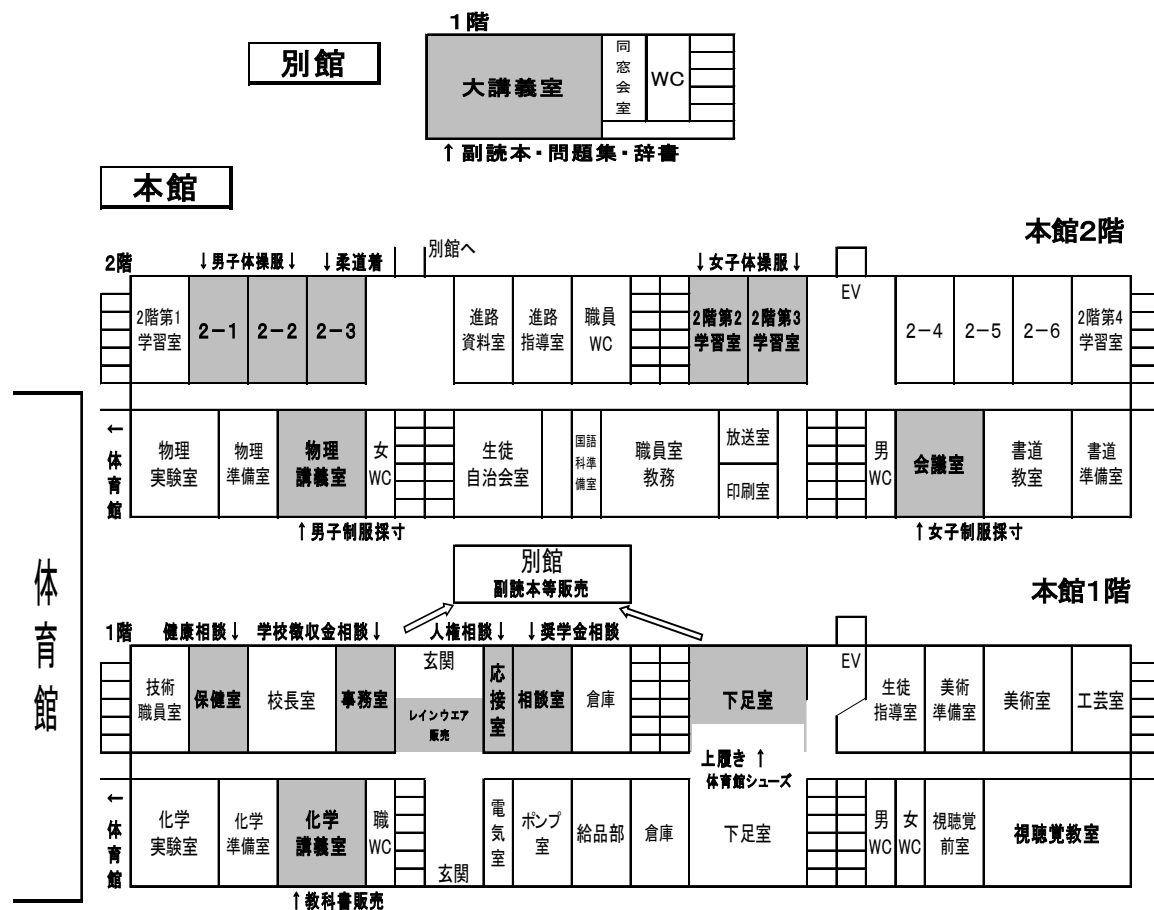 1階
別館
大講義室
同窓会室
WC
↑副読本・問題集・辞書
本館
本館2階
別館へ
2階
↓男子体操服↓
↓柔道着
↓女子体操服↓
EV
2階第1
学習室
2－1
2－2
2－3
進路
資料室
進路
指導室
職員
WC
2階第2
学習室
2階第3
学習室
2－4
2－5
2－6
2階第4
学習室
←体育館
物理
実験室
物理
準備室
物理
講義室
女
WC
生徒
自治会室
国語
科準
備室
職員室
教務
放送室
印刷室
男
WC
会議室
書道
教室
書道
準備室
↑男子制服採寸
↑女子制服採寸
体育館
別館
副読本等販売
本館1階
1階
健康相談↓
学校徴収金相談↓
人権相談↓
↓奨学金相談
技術
職員室
保健室
校長室
事務室
玄関
レインウエア
販売
応接室
相談室
倉庫
下足室
EV
生徒
指導室
美術
準備室
美術室
工芸室
上履き ↑
体育館シューズ
←体育館
化学
実験室
化学
準備室
化学
講義室
職
WC
玄関
電気室
ポンプ
室
給品部
倉庫
下足室
男
WC
女
WC
視聴覚
前室
視聴覚教室
↑教科書販売